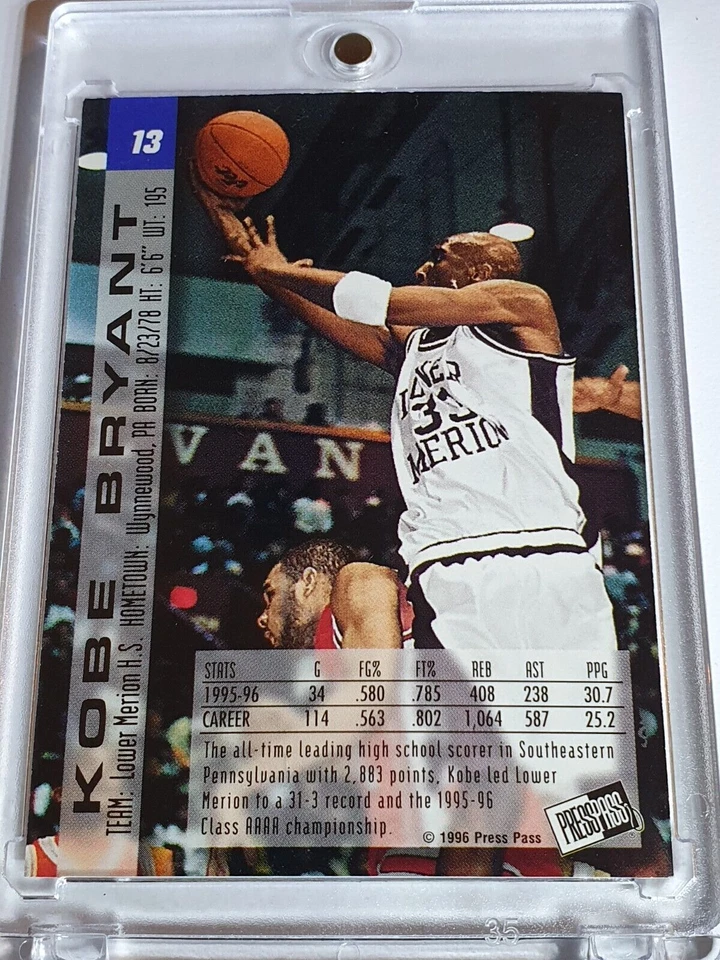 13
KOBE BRYANT
TEAM: Lower Merion H.S. HOMETOWN: Wynnewood, PA BORN: 8/23/78 HT: 6'6" WT: 195
VAN
LOWER
33
MERION
STATS G FG% FT% REB AST PPG
1995-96 34 .580 .785 408 238 30.7
CAREER 114 .563 .802 1,064 587 25.2
The all-time leading high school scorer in Southeastern
Pennsylvania with 2,883 points, Kobe led Lower
Merion to a 31-3 record and the 1995-96
Class AAAA championship.
© 1996 Press Pass
PRESS PASS
35